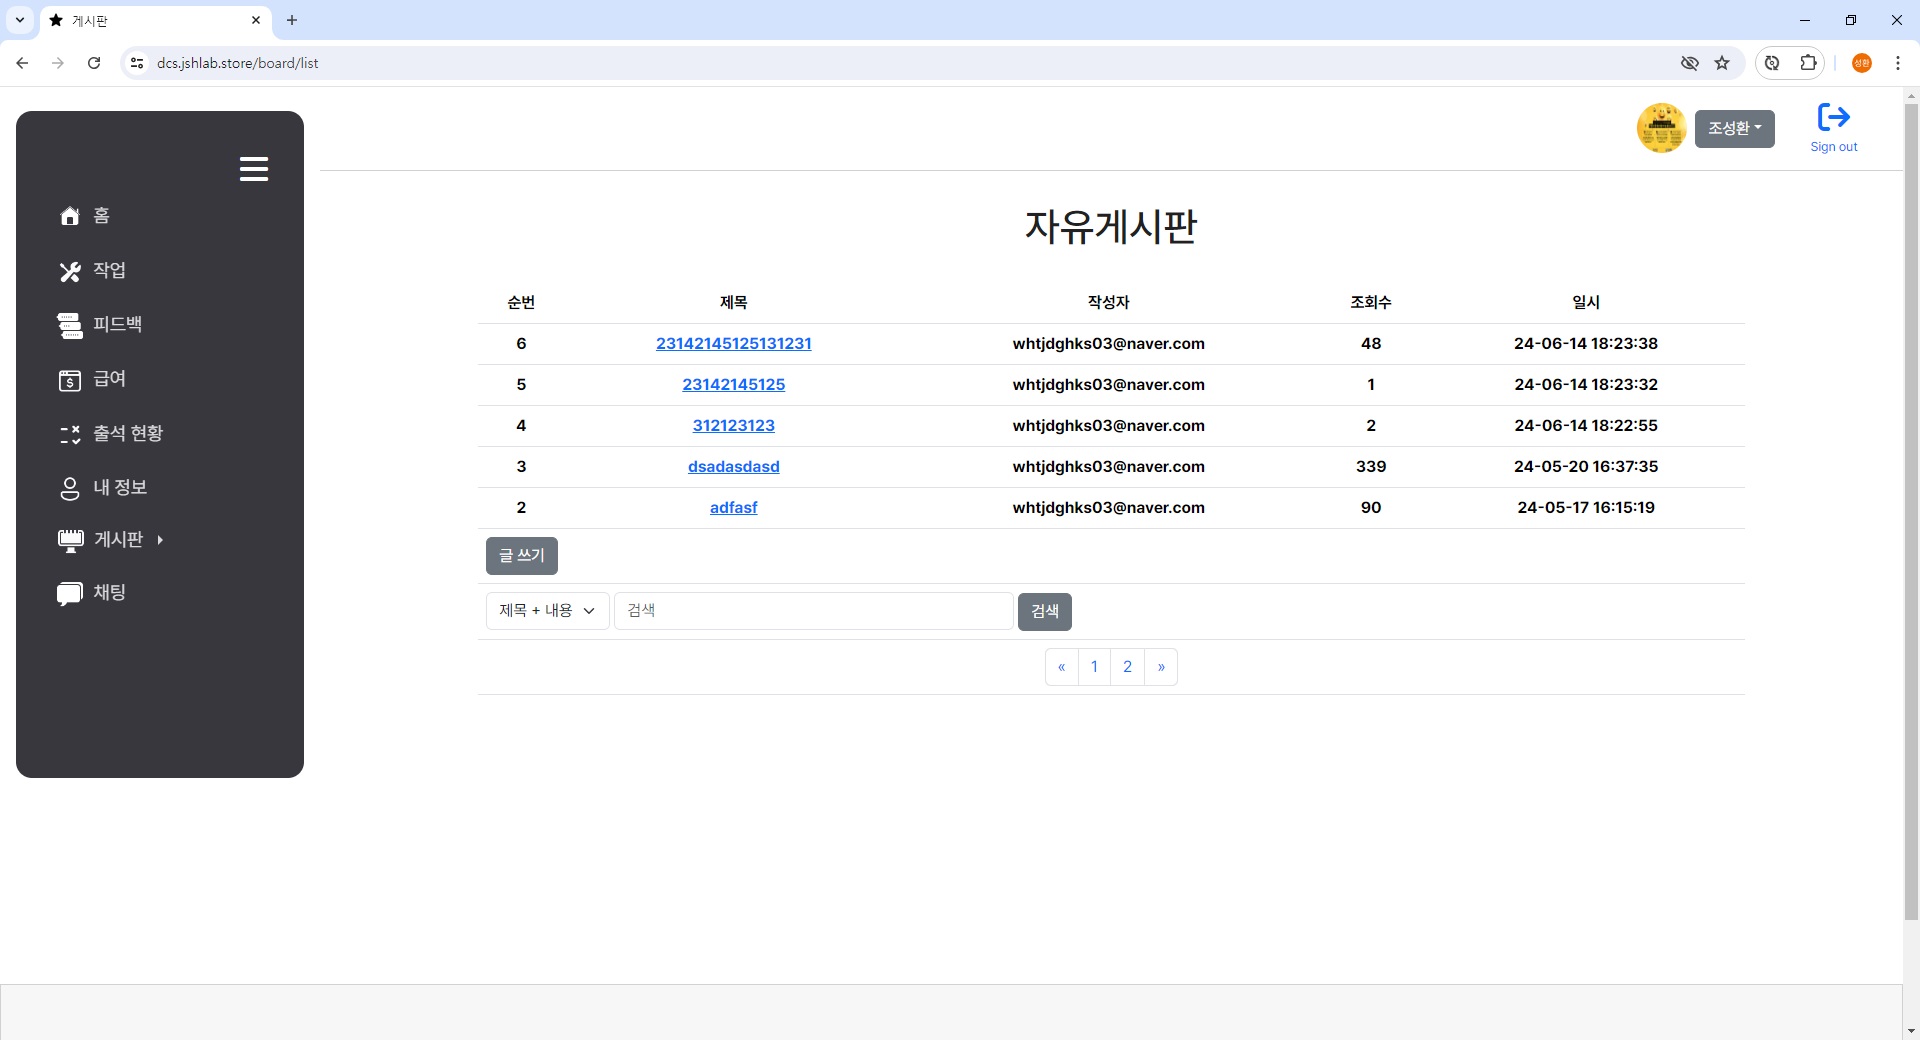 게시판
dcs.jshlab.store/board/list
성환
조성환
Sign out
홈
작업
피드백
급여
출석 현황
내 정보
게시판
채팅
자유게시판
순번 제목 작성자 조회수 일시
6 23142145125131231 whtjdghks03@naver.com 48 24-06-14 18:23:38
5 23142145125 whtjdghks03@naver.com 1 24-06-14 18:23:32
4 312123123 whtjdghks03@naver.com 2 24-06-14 18:22:55
3 dsadasdasd whtjdghks03@naver.com 339 24-05-20 16:37:35
2 adfasf whtjdghks03@naver.com 90 24-05-17 16:15:19
글 쓰기
제목 + 내용 검색 검색
« 1 2 »